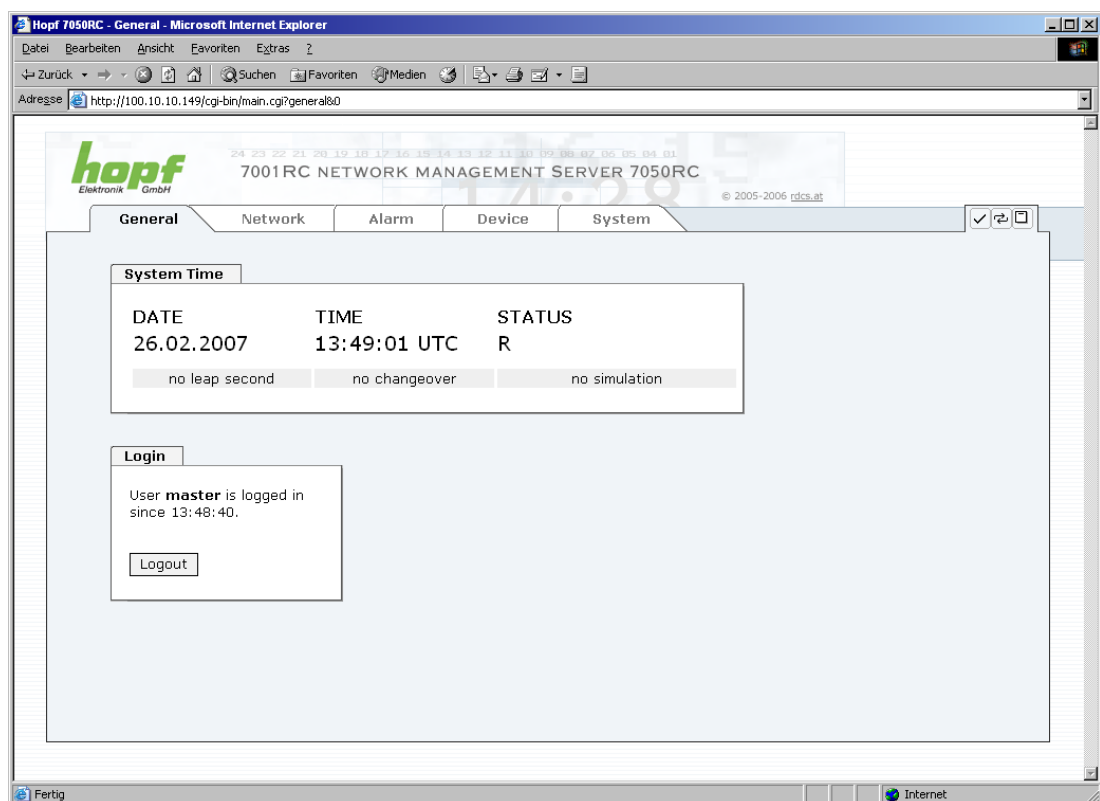 Hopf 7050RC - General - Microsoft Internet Explorer
Datei Bearbeiten Ansicht Favoriten Extras ?
Zurück Suchen Favoriten Medien
Adresse http://100.10.10.149/cgi-bin/main.cgi?general&0
24 23 22 21 20 19 18 17 16 15 14 13 12 11 10 09 08 07 06 05 04 01
hopf
Elektronik GmbH
7001RC NETWORK MANAGEMENT SERVER 7050RC
14:28
© 2005-2006 rdcs.at
General Network Alarm Device System
System Time
DATE TIME STATUS
26.02.2007 13:49:01 UTC R
no leap second no changeover no simulation
Login
User master is logged in
since 13:48:40.
Logout
Fertig Internet